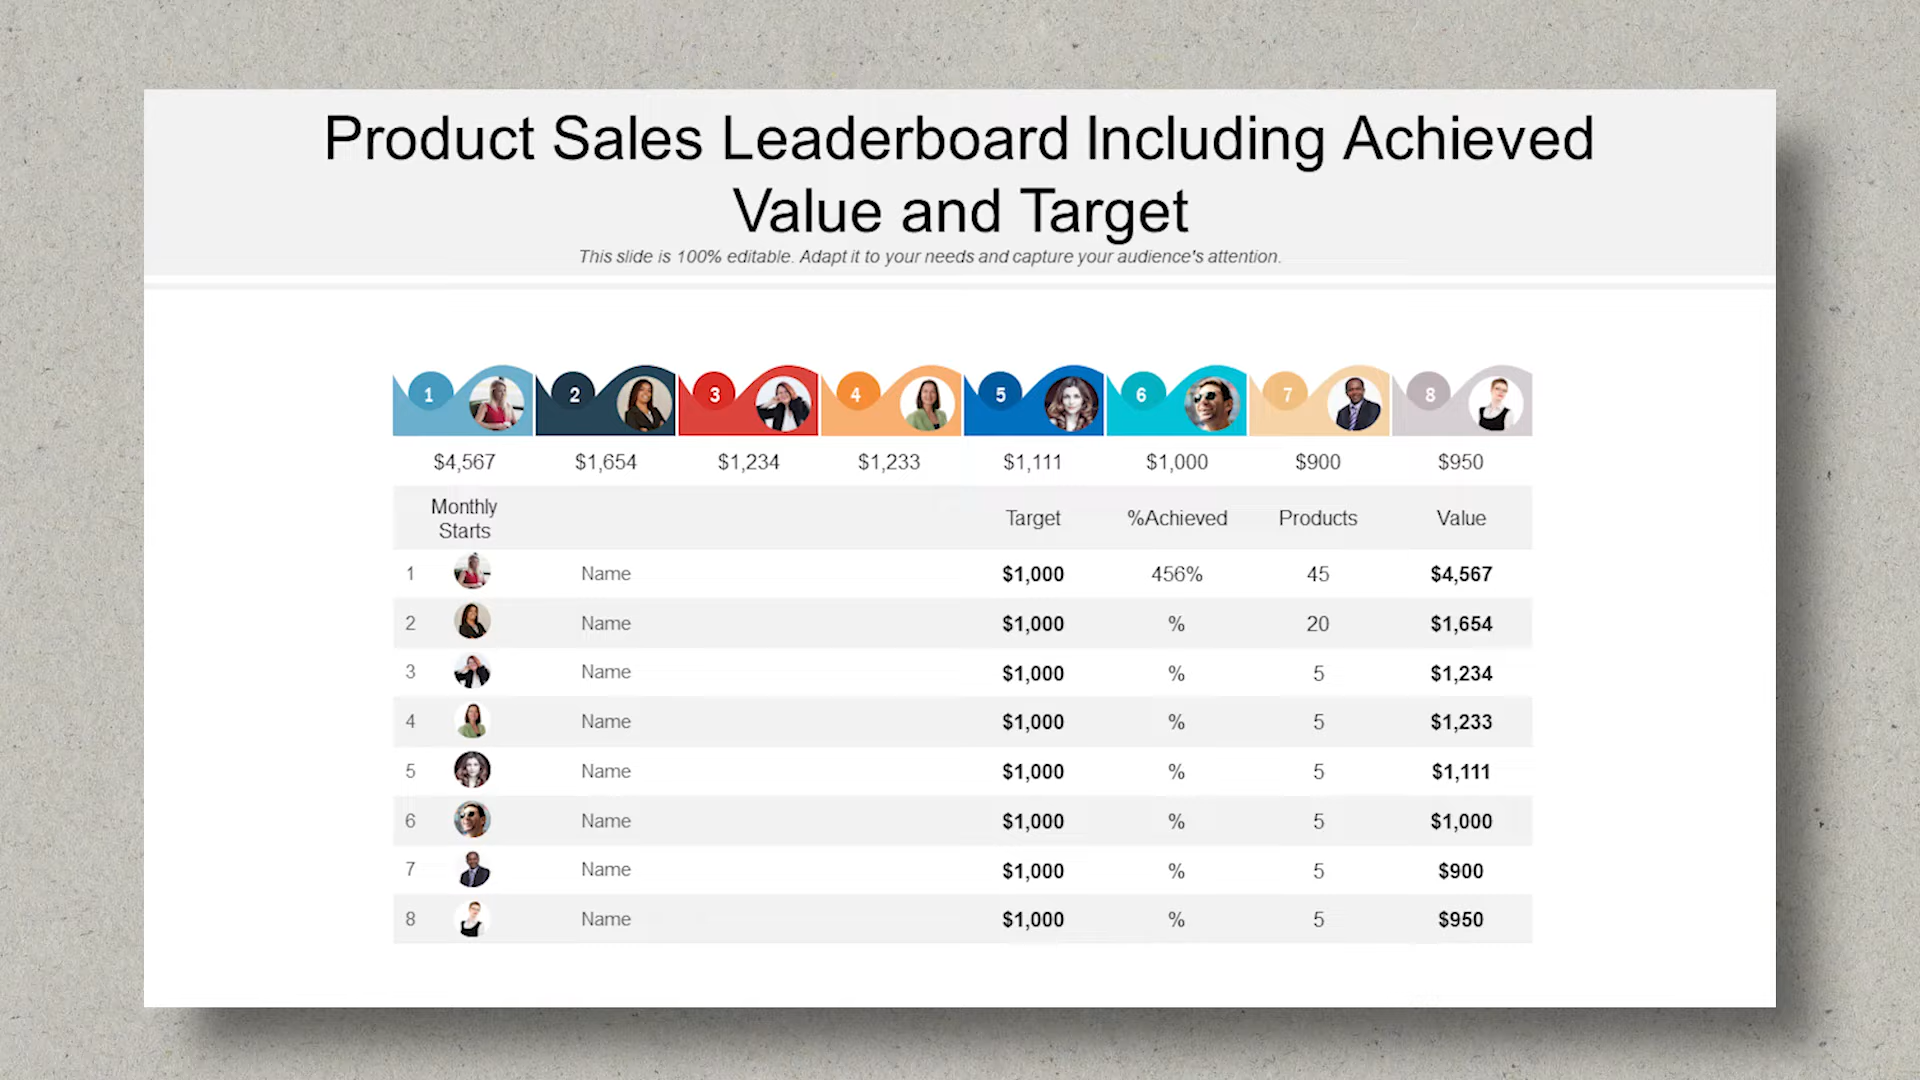 Product Sales Leaderboard Including Achieved
Value and Target
This slide is 100% editable. Adapt it to your needs and capture your audience's attention.
1 2 3 4 5 6 7 8
$4,567 $1,654 $1,234 $1,233 $1,111 $1,000 $900 $950
Monthly
Starts Target %Achieved Products Value
1 Name $1,000 456% 45 $4,567
2 Name $1,000 % 20 $1,654
3 Name $1,000 % 5 $1,234
4 Name $1,000 % 5 $1,233
5 Name $1,000 % 5 $1,111
6 Name $1,000 % 5 $1,000
7 Name $1,000 % 5 $900
8 Name $1,000 % 5 $950